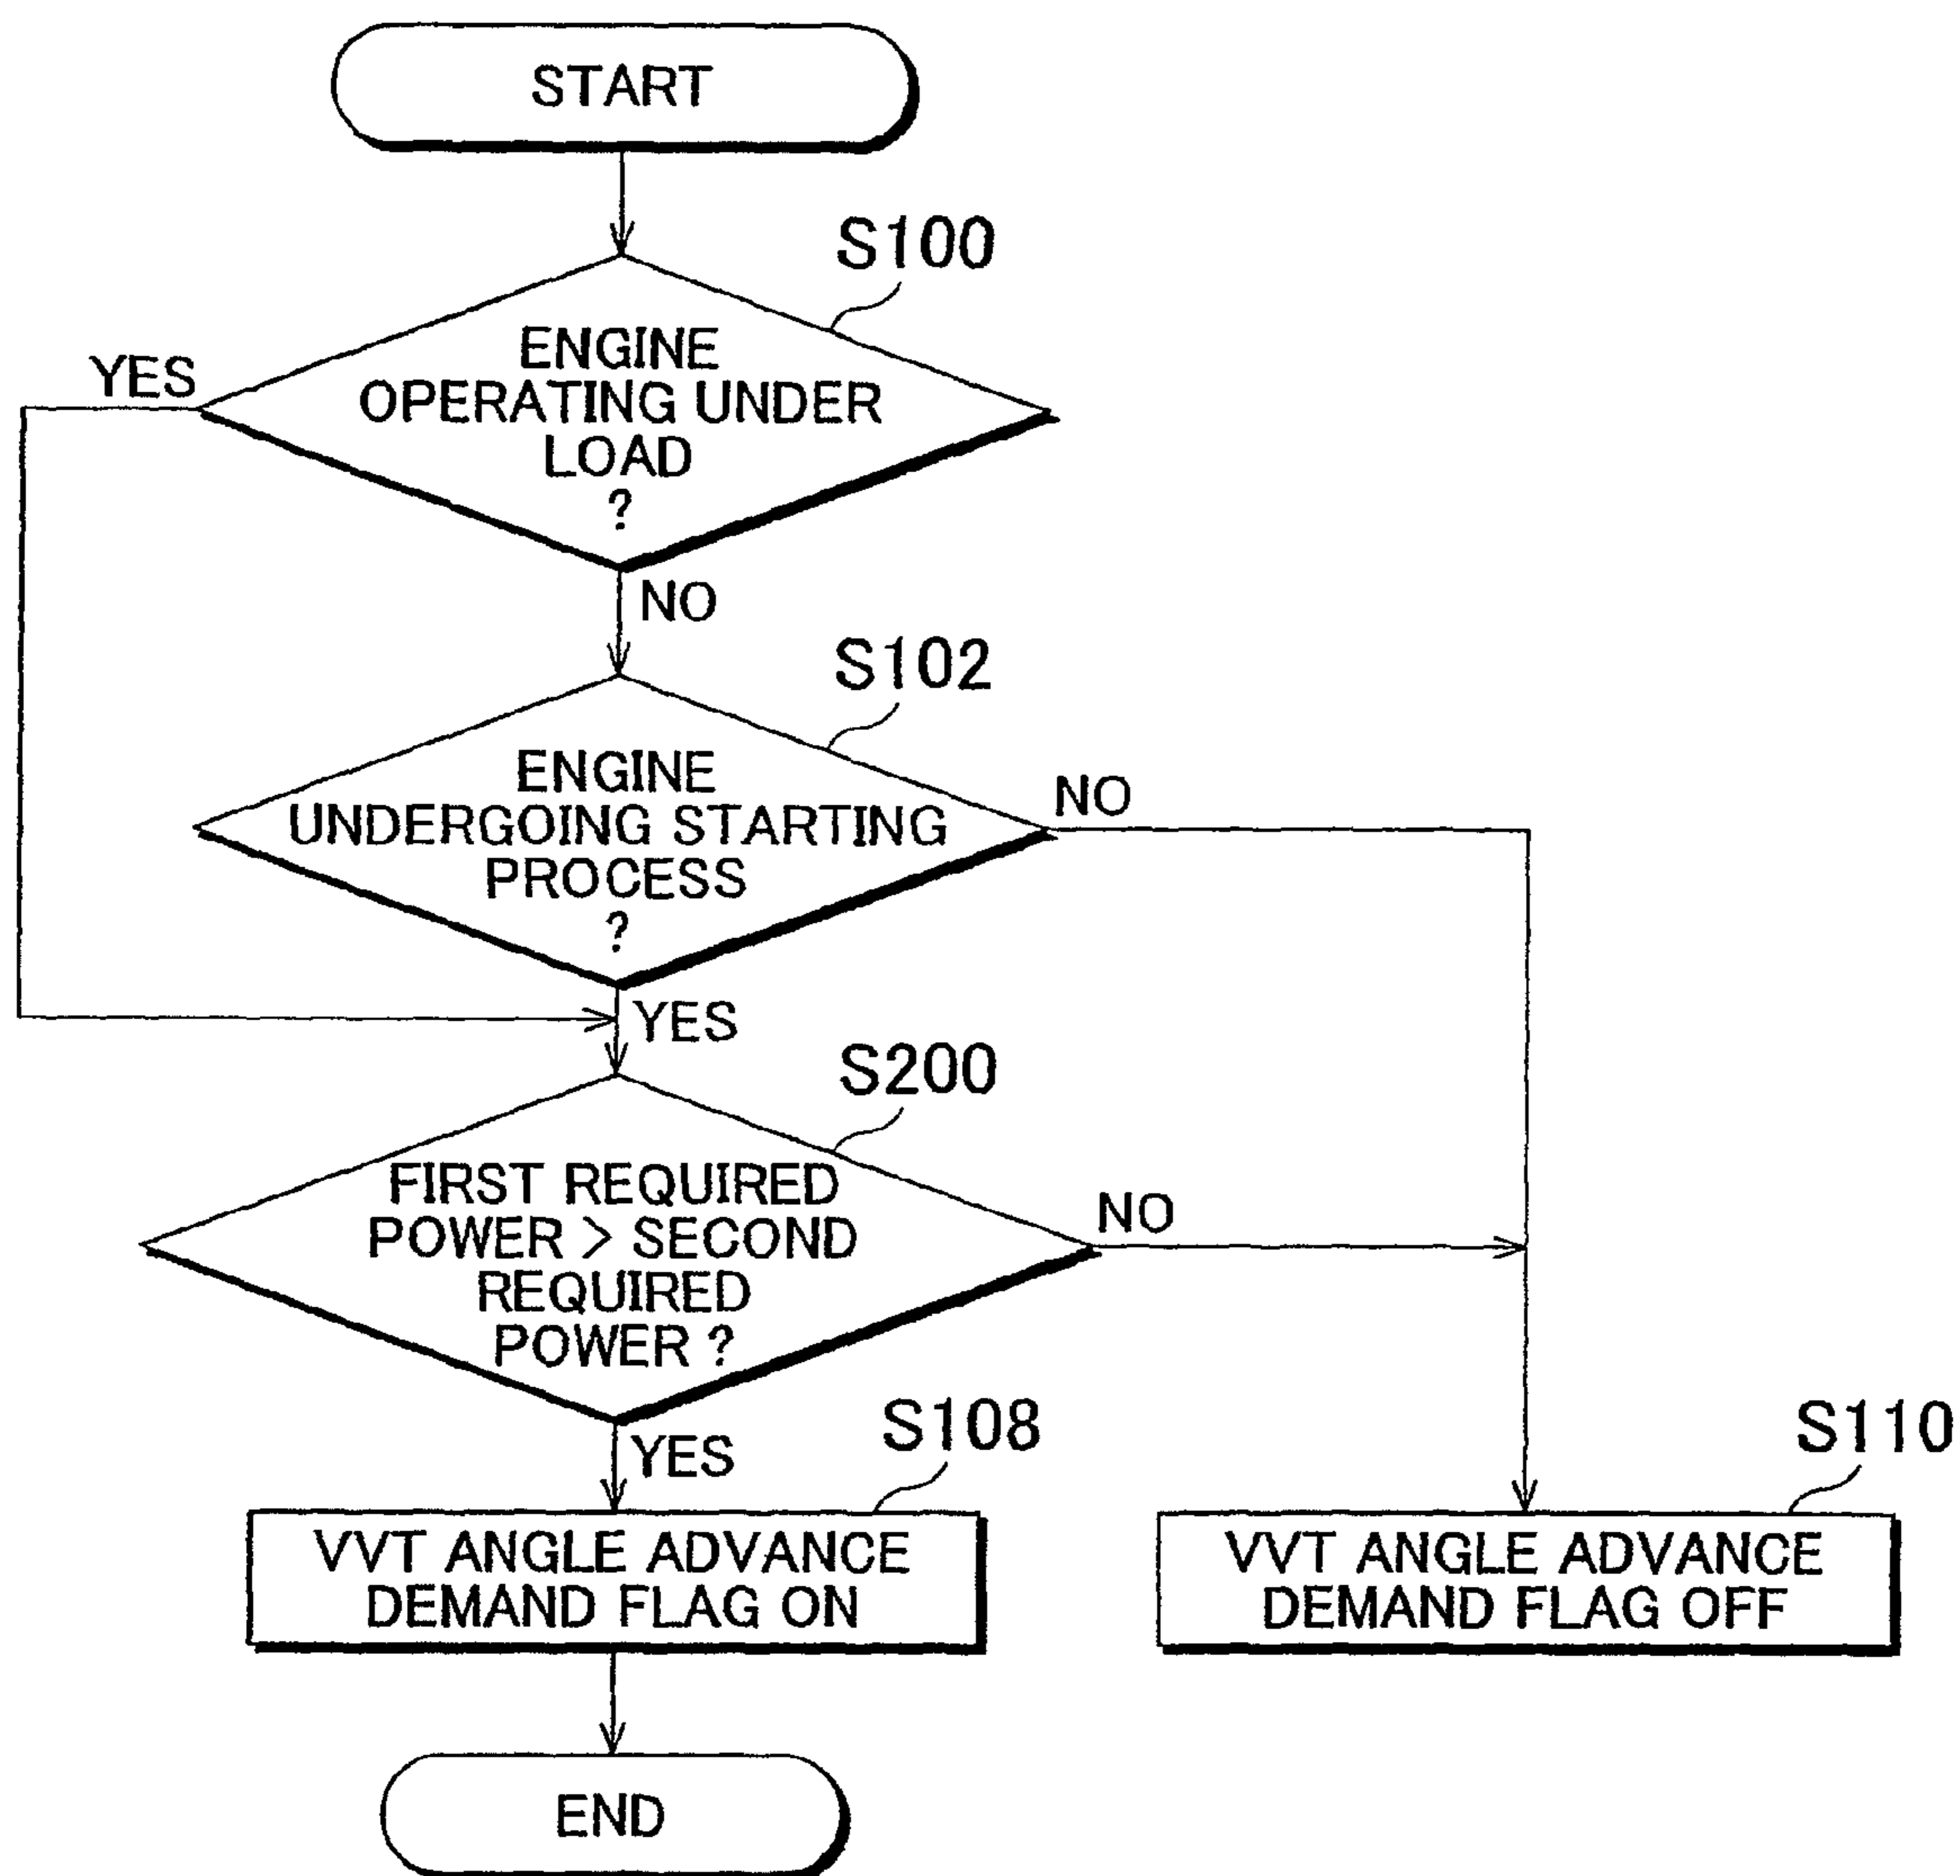 START
S100
ENGINE
OPERATING UNDER
LOAD
?
YES
NO
S102
ENGINE
UNDERGOING STARTING
PROCESS
?
NO
YES
S200
FIRST REQUIRED
POWER > SECOND
REQUIRED
POWER ?
NO
YES
S108
VVT ANGLE ADVANCE
DEMAND FLAG ON
S110
VVT ANGLE ADVANCE
DEMAND FLAG OFF
END